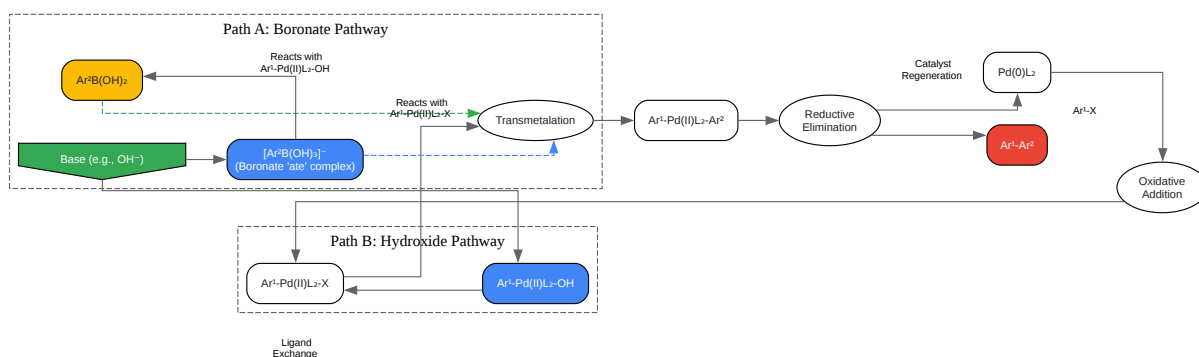 Path A: Boronate Pathway
Reacts with
Ar¹-Pd(II)L₂-OH
Ar²B(OH)₂
Reacts with
Ar¹-Pd(II)L₂-X
Transmetalation
Ar¹-Pd(II)L₂-Ar²
Reductive
Elimination
Catalyst
Regeneration
Pd(0)L₂
Ar¹-X
Ar¹-Ar²
Base (e.g., OH⁻)
[Ar²B(OH)₃]⁻
(Boronate 'ate' complex)
Oxidative
Addition
Path B: Hydroxide Pathway
Ar¹-Pd(II)L₂-X
Ar¹-Pd(II)L₂-OH
Ligand
Exchange